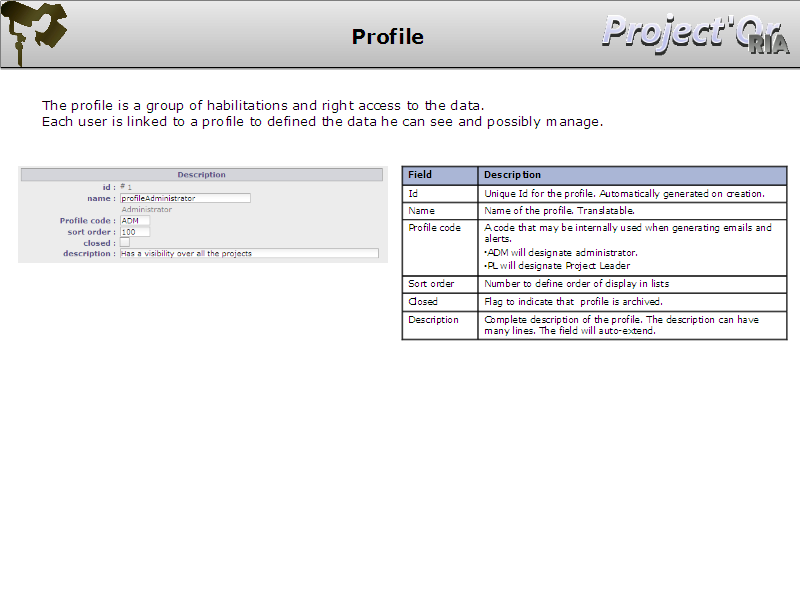 Profile
Project'Or
RIA
The profile is a group of habilitations and right access to the data.
Each user is linked to a profile to defined the data he can see and possibly manage.
Description
id : # 1
name : profileAdministrator
Administrator
Profile code : ADM
sort order : 100
closed :
description : Has a visibility over all the projects
Field Description
Id Unique Id for the profile. Automatically generated on creation.
Name Name of the profile. Translatable.
Profile code A code that may be internally used when generating emails and
alerts.
•ADM will designate administrator.
•PL will designate Project Leader
Sort order Number to define order of display in lists
Closed Flag to indicate that profile is archived.
Description Complete description of the profile. The description can have
many lines. The field will auto-extend.